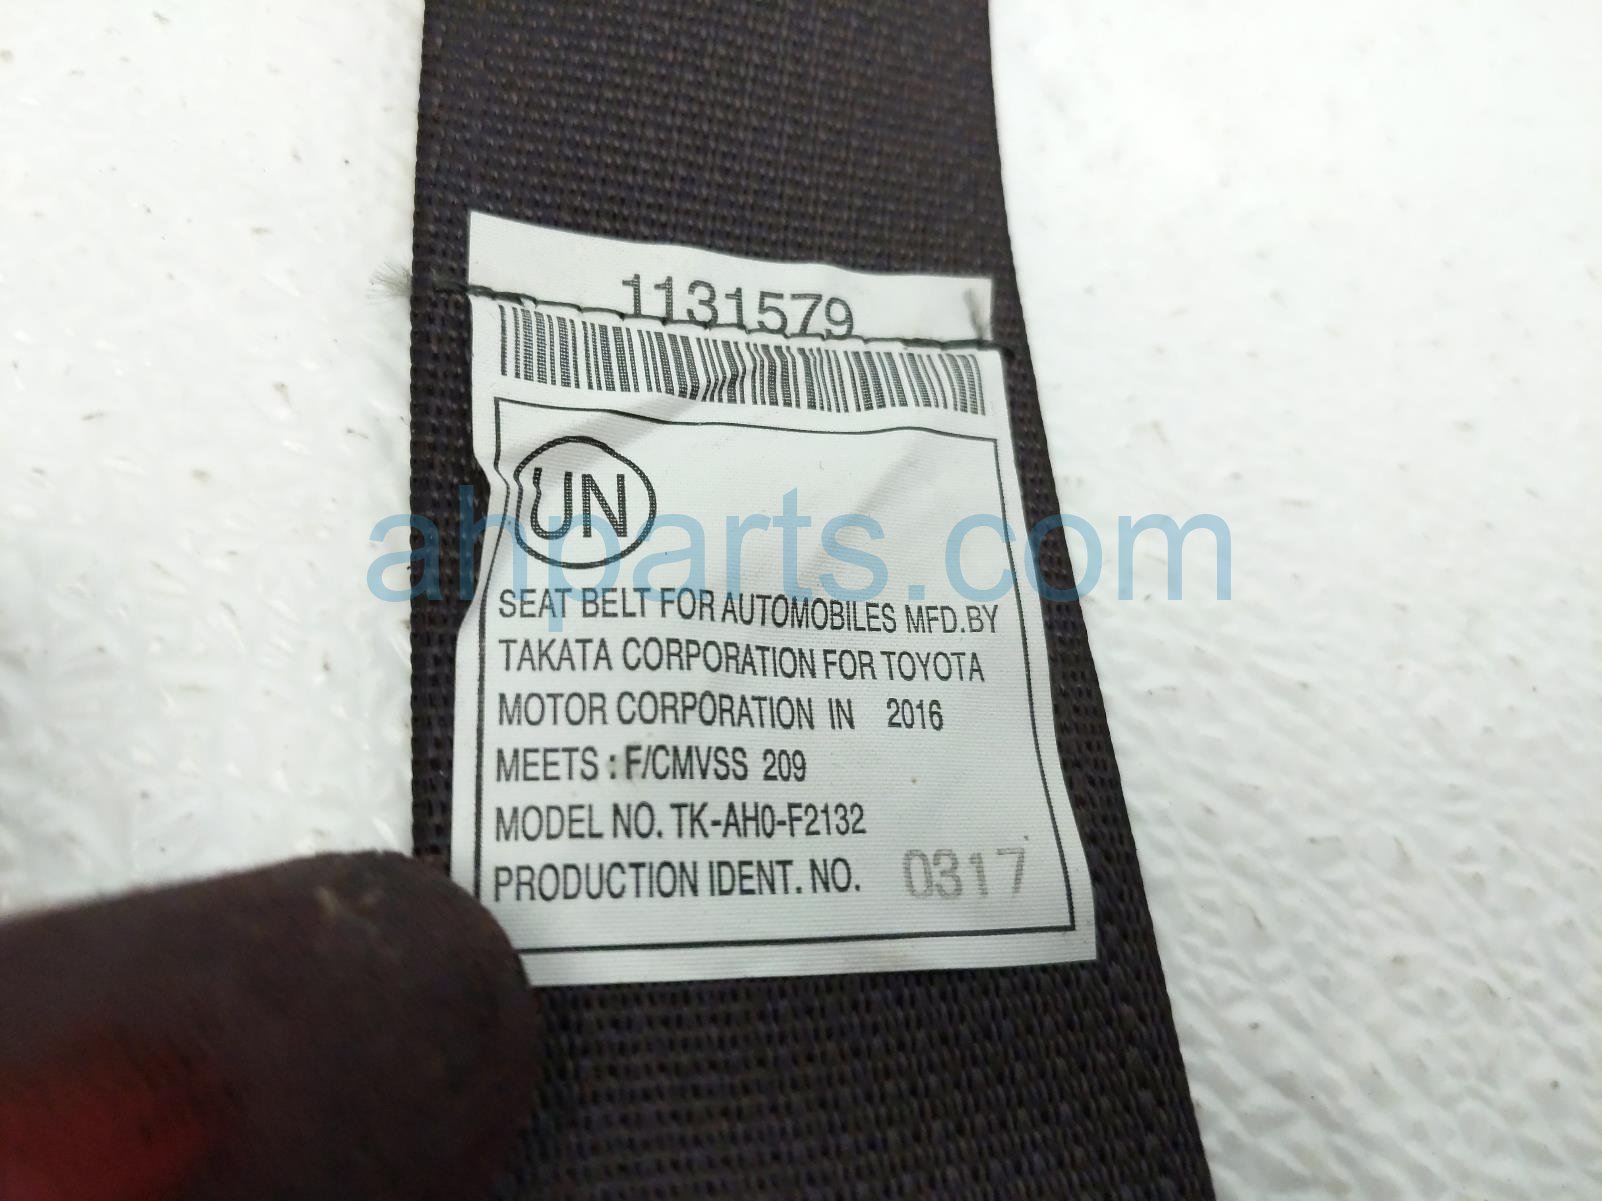 1131579
UN
ahparts.com
SEAT BELT FOR AUTOMOBILES MFD.BY
TAKATA CORPORATION FOR TOYOTA
MOTOR CORPORATION IN 2016
MEETS : F/CMVSS 209
MODEL NO. TK-AH0-F2132
PRODUCTION IDENT. NO. 0317